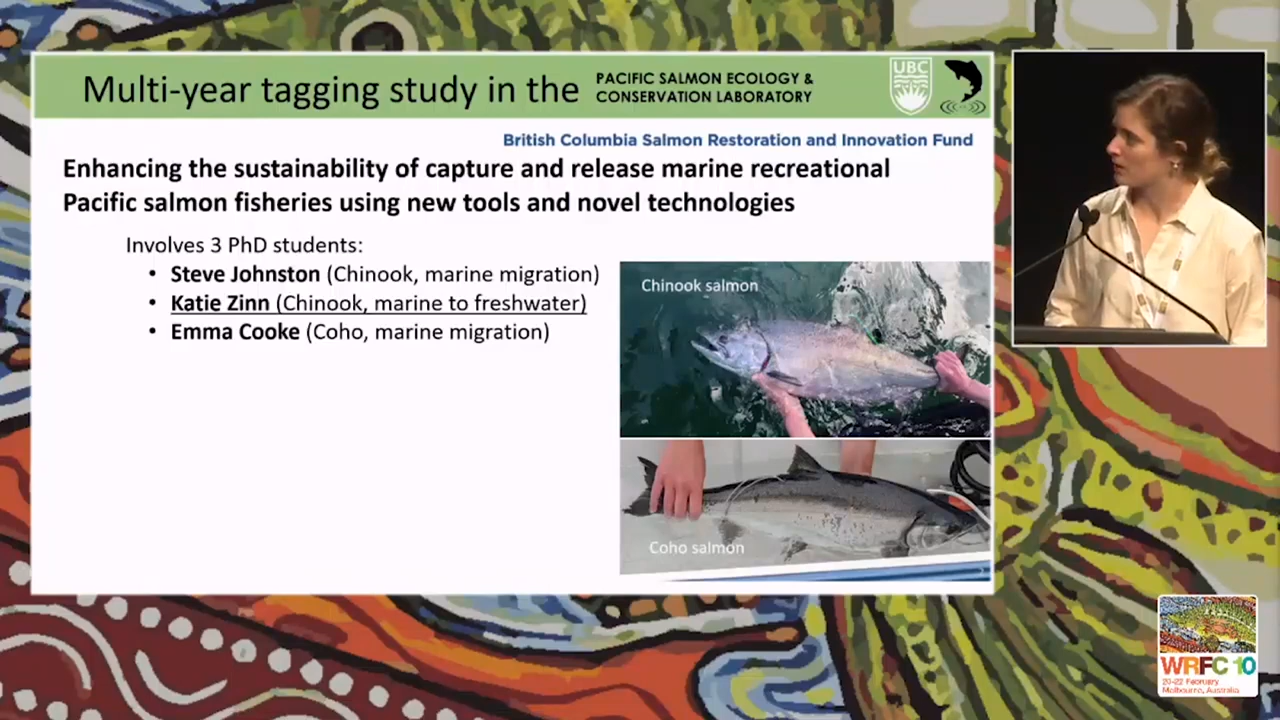 Multi-year tagging study in the
PACIFIC SALMON ECOLOGY &
CONSERVATION LABORATORY
UBC
British Columbia Salmon Restoration and Innovation Fund
Enhancing the sustainability of capture and release marine recreational
Pacific salmon fisheries using new tools and novel technologies
Involves 3 PhD students:
• Steve Johnston (Chinook, marine migration)
• Katie Zinn (Chinook, marine to freshwater)
• Emma Cooke (Coho, marine migration)
Chinook salmon
Coho salmon
WRFC 10
20-22 February
Melbourne, Australia